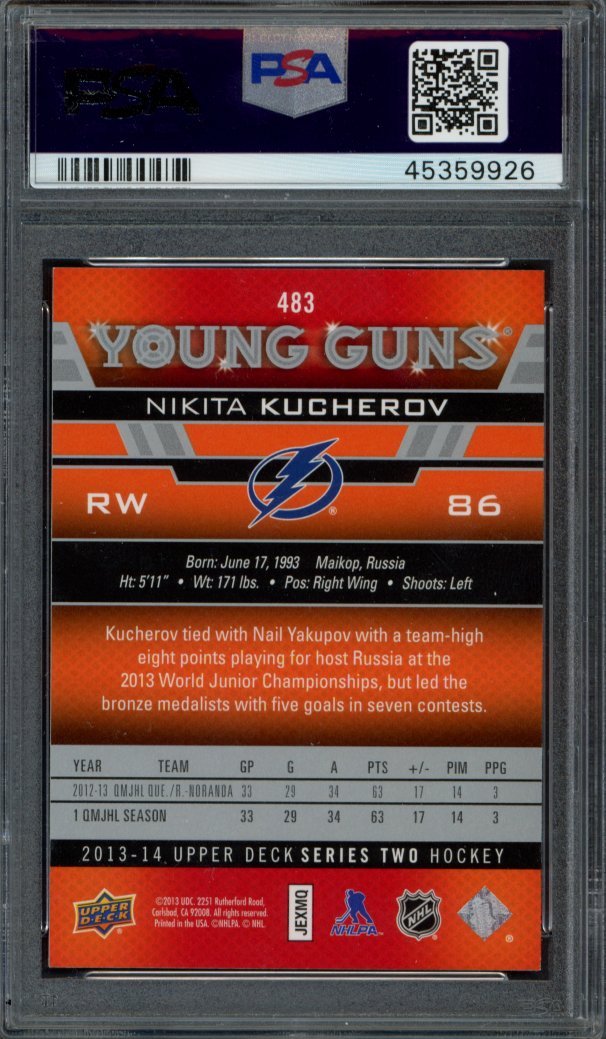 PSA
PSA
45359926
483
YOUNG GUNS®
NIKITA KUCHEROV
RW
86
®
Born: June 17, 1993 Maikop, Russia
Ht: 5'11" • Wt: 171 lbs. • Pos: Right Wing • Shoots: Left
Kucherov tied with Nail Yakupov with a team-high
eight points playing for host Russia at the
2013 World Junior Championships, but led the
bronze medalists with five goals in seven contests.
YEAR TEAM GP G A PTS +/- PIM PPG
2012-13 QMJHL QUE./R.-NORANDA 33 29 34 63 17 14 3
1 QMJHL SEASON 33 29 34 63 17 14 3
2013-14 UPPER DECK SERIES TWO HOCKEY
UPPER DECK
©2013 UDC. 2251 Rutherford Road,
Carlsbad, CA 92008. All rights reserved.
Printed in the USA. ©NHLPA. © NHL.
JEXMQ
NHLPA
NHL
®